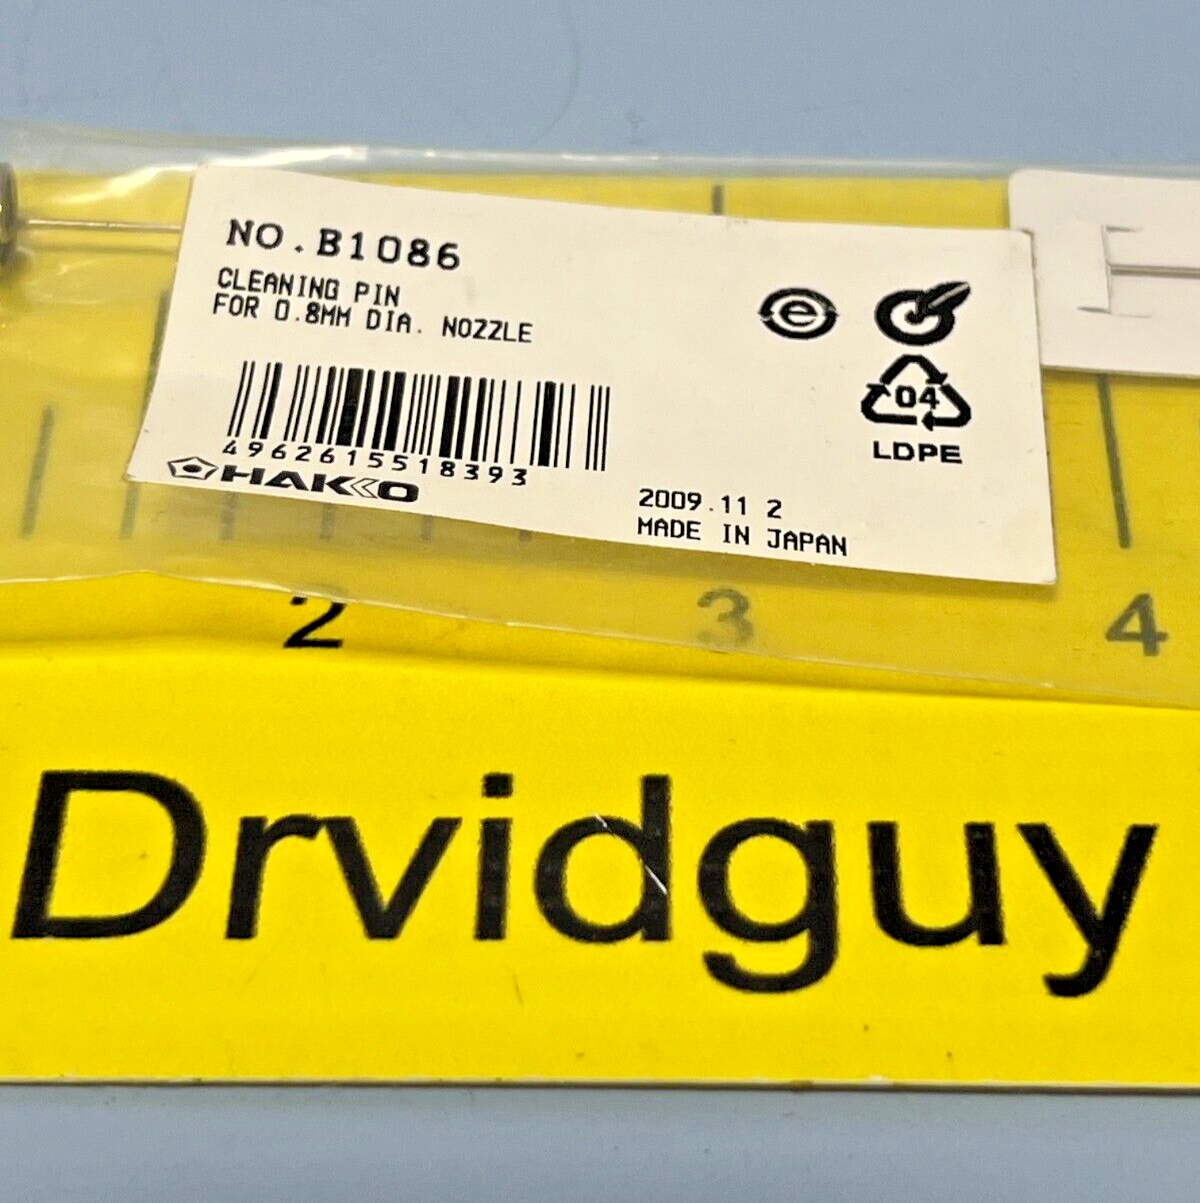 NO.B1086
CLEANING PIN
FOR 0.8MM DIA. NOZZLE
e
04
LDPE
4962615518393
HAKKO
2009.11 2
MADE IN JAPAN
2 3 4
Drvidguy